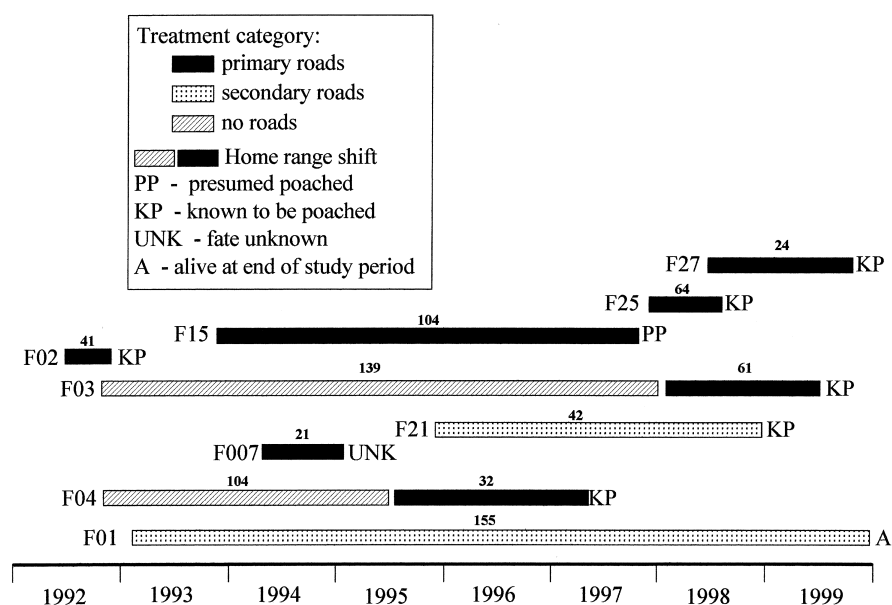 Treatment category:
primary roads
secondary roads
no roads
Home range shift
PP - presumed poached
KP - known to be poached
UNK - fate unknown
A - alive at end of study period
24
F27 KP
64
F25 KP
104
F15 PP
41
F02 KP
139 61
F03 KP
42
F21 KP
21
F007 UNK
104 32
F04 KP
155
F01 A
1992 1993 1994 1995 1996 1997 1998 1999